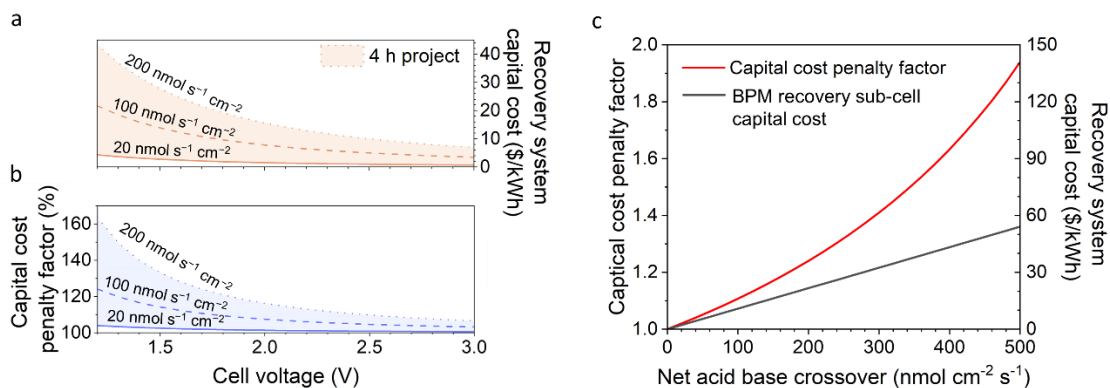 a
200 nmol s⁻¹ cm⁻²
100 nmol s⁻¹ cm⁻²
20 nmol s⁻¹ cm⁻²
4 h project
40
30
20
10
0
Recovery system
capital cost ($/kWh)
b
Capital cost
penalty factor (%)
160
140
120
100
200 nmol s⁻¹ cm⁻²
100 nmol s⁻¹ cm⁻²
20 nmol s⁻¹ cm⁻²
1.5
2.0
2.5
3.0
Cell voltage (V)
c
Captical cost penalty factor
2.0
1.8
1.6
1.4
1.2
1.0
Capital cost penalty factor
BPM recovery sub-cell
capital cost
150
120
90
60
30
0
Recovery system
capital cost ($/kWh)
0
100
200
300
400
500
Net acid base crossover (nmol cm⁻² s⁻¹)